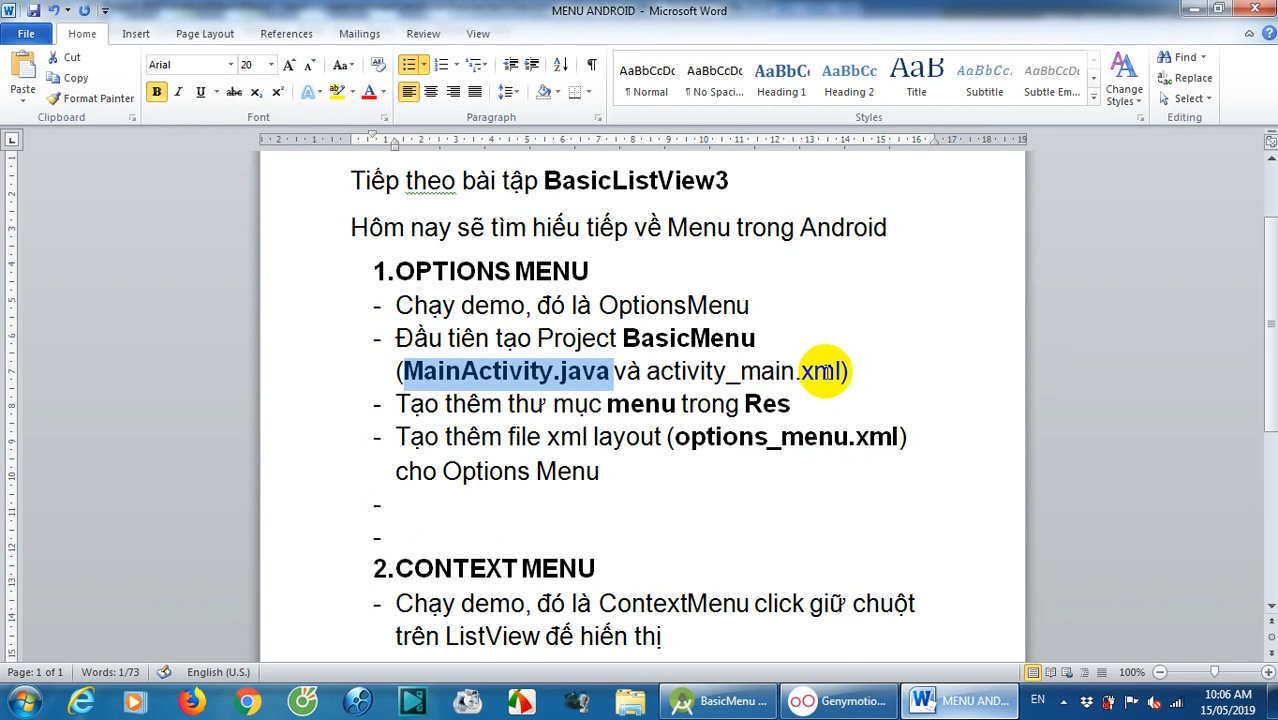 MENU ANDROID - Microsoft Word
File Home Insert Page Layout References Mailings Review View
Paste
Cut
Copy
Format Painter
Clipboard
Arial 20
Font
Paragraph
AaBbCcDc AaBbCcDc AaBbC AaBbCc AaB AaBbCcL AaBbCcDc
¶ Normal ¶ No Spaci... Heading 1 Heading 2 Title Subtitle Subtle Em...
Styles
Change Styles
Find
Replace
Select
Editing
Tiếp theo bài tập BasicListView3
Hôm nay sẽ tìm hiểu tiếp về Menu trong Android
1.OPTIONS MENU
- Chạy demo, đó là OptionsMenu
- Đầu tiên tạo Project BasicMenu
(MainActivity.java và activity_main.xml)
- Tạo thêm thư mục menu trong Res
- Tạo thêm file xml layout (options_menu.xml)
cho Options Menu
-
-
2.CONTEXT MENU
- Chạy demo, đó là ContextMenu click giữ chuột
trên ListView để hiển thị
Page: 1 of 1 Words: 1/73 English (U.S.) 100%
BasicMenu ... Genymotio... MENU AND... EN 10:06 AM
15/05/2019